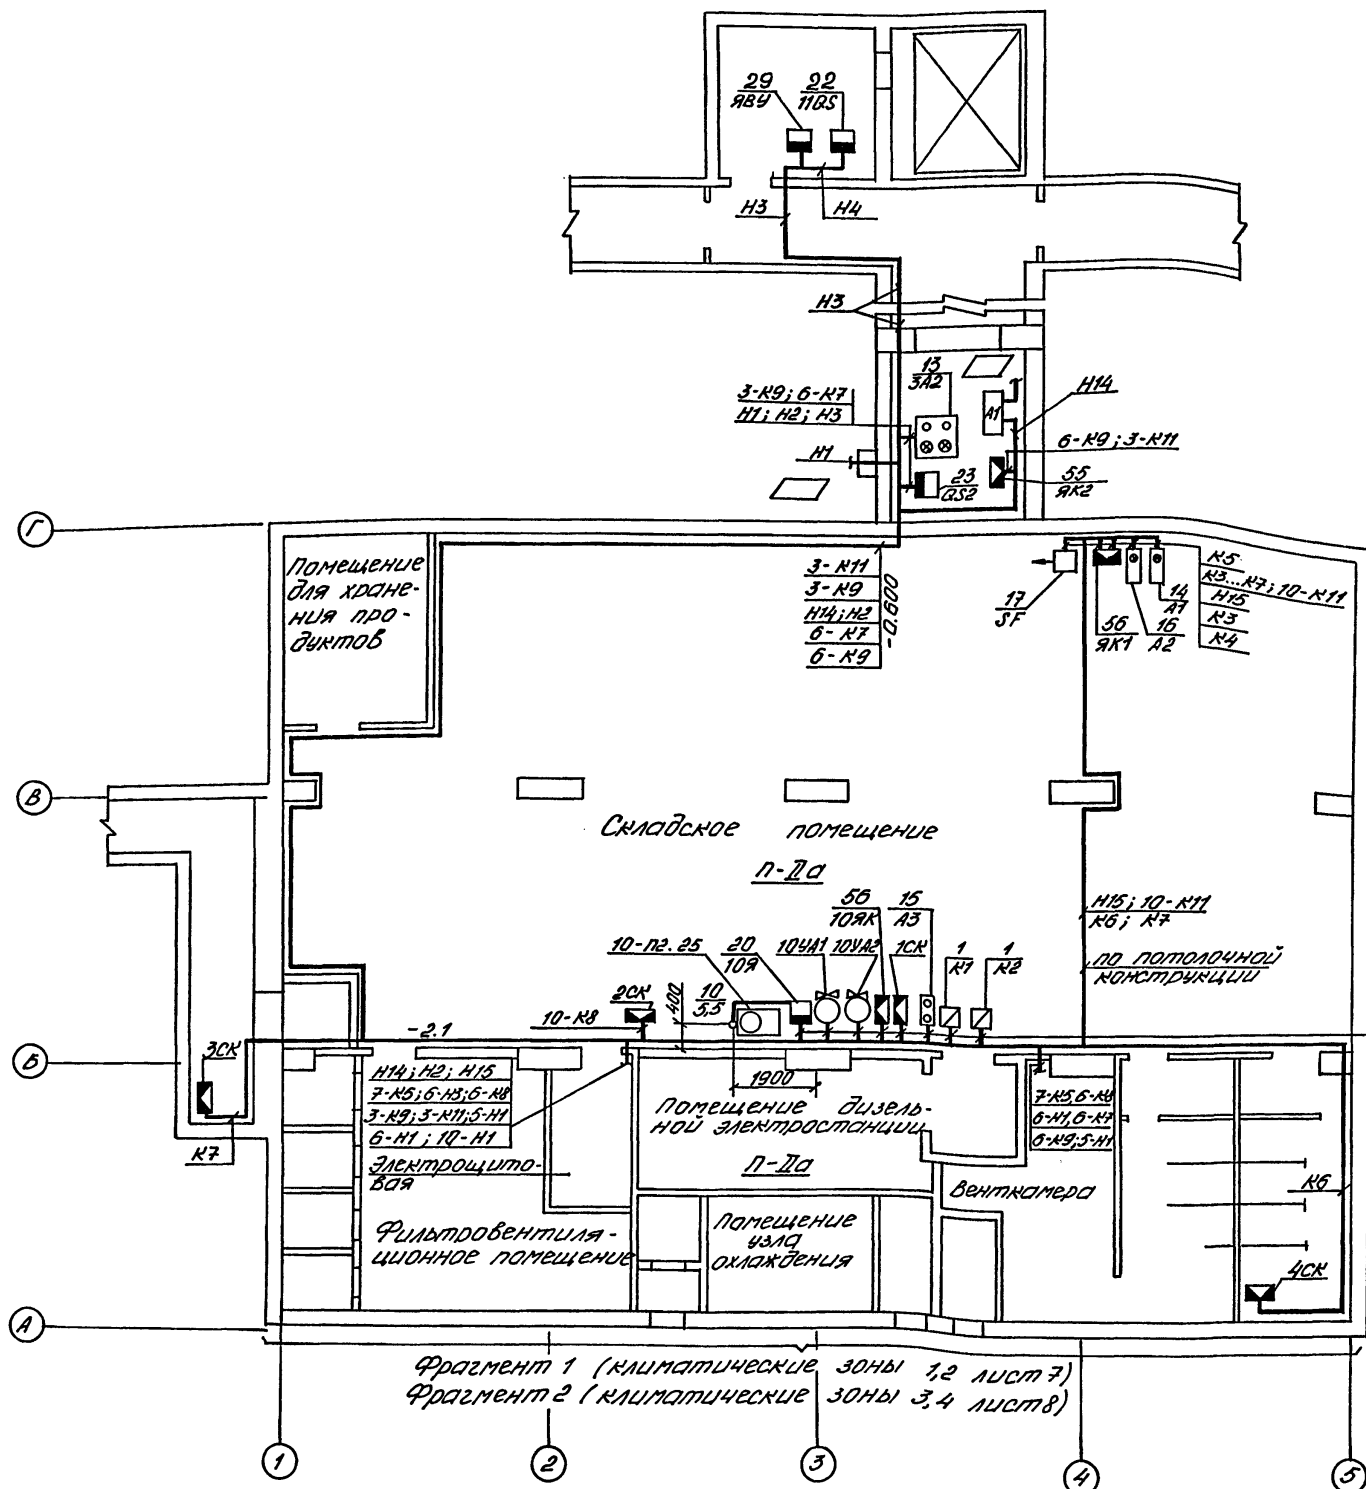 29
ЯВУ
22
11QS
Н3
Н4
Н3
13
ЗА2
3-К9; 6-К7
Н1; Н2; Н3
А1
Н14
6-К9; 3-К11
Н1
23
QS2
55
ЯК2
Г
Помещение
для хране-
ния про-
дуктов
3-К11
3-К9
Н14; Н2
6-К7
6-К9
-0.600
17
SF
56
ЯК1
16
А2
14
А1
К5
К3...К7; 10-К11
Н15
К3
К4
В
Складское помещение
П-IIа
56
10ЯК
15
А3
Н15; 10-К11
К6; К7
по потолочной
конструкции
10-п2.25
20
10Я
10УА1
10УА2
1СК
1
К1
1
К2
2СК
400
10
5,5
10-К8
-2.1
Б
3СК
1900
К7
Н14; Н2; Н15
7-К5; 6-Н3; 6-К8
3-К9; 3-К11; 5-Н1
6-Н1; 10-Н1
Электрощито-
вая
Помещение дизель-
ной электростанции
П-IIа
7-К5, 6-К8
6-Н1, 6-К7
6-К9; 5-Н1
Венткамера
К6
Фильтровентиля-
ционное помещение
Помещение
узла
охлаждения
4СК
А
Фрагмент 1 (климатические зоны 1,2 лист 7)
Фрагмент 2 (климатические зоны 3,4 лист 8)
1
2
3
4
5